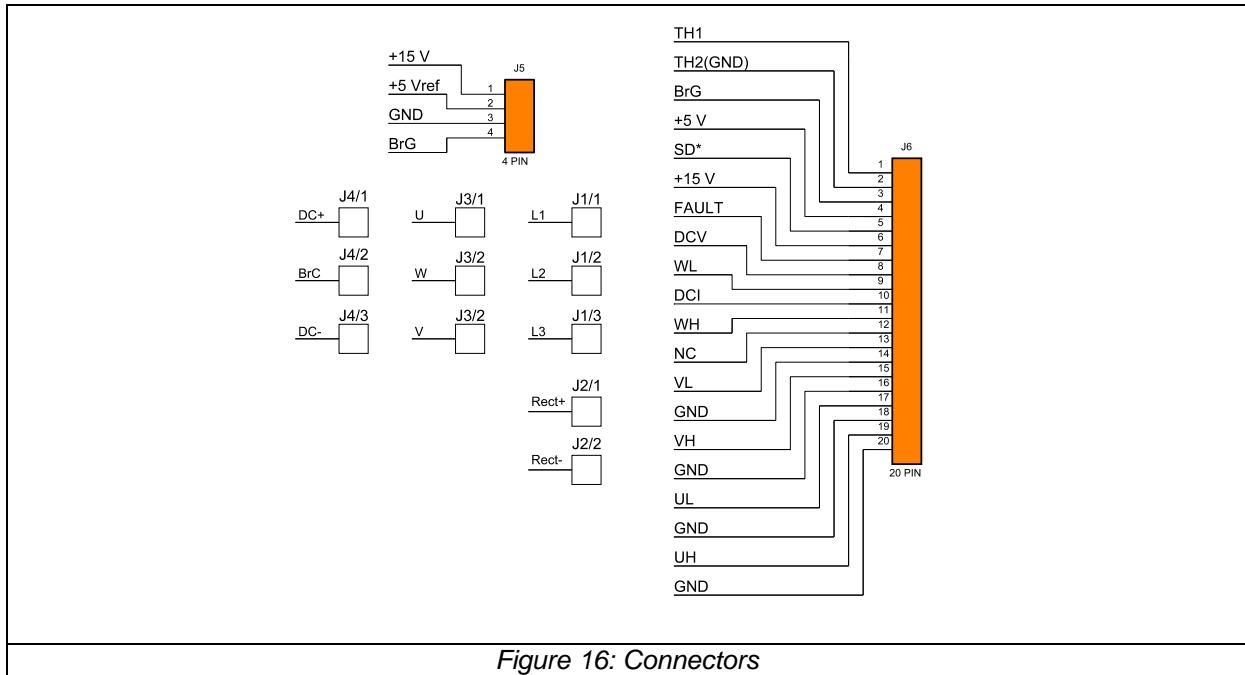 +15 V
+5 Vref
GND
BrG
J5
1
2
3
4
4 PIN
J4/1
DC+
J3/1
U
J1/1
L1
J4/2
BrC
J3/2
W
J1/2
L2
J4/3
DC-
J3/2
V
J1/3
L3
J2/1
Rect+
J2/2
Rect-
TH1
TH2(GND)
BrG
+5 V
SD*
+15 V
FAULT
DCV
WL
DCI
WH
NC
VL
GND
VH
GND
UL
GND
UH
GND
J6
1
2
3
4
5
6
7
8
9
10
11
12
13
14
15
16
17
18
19
20
20 PIN
Figure 16: Connectors